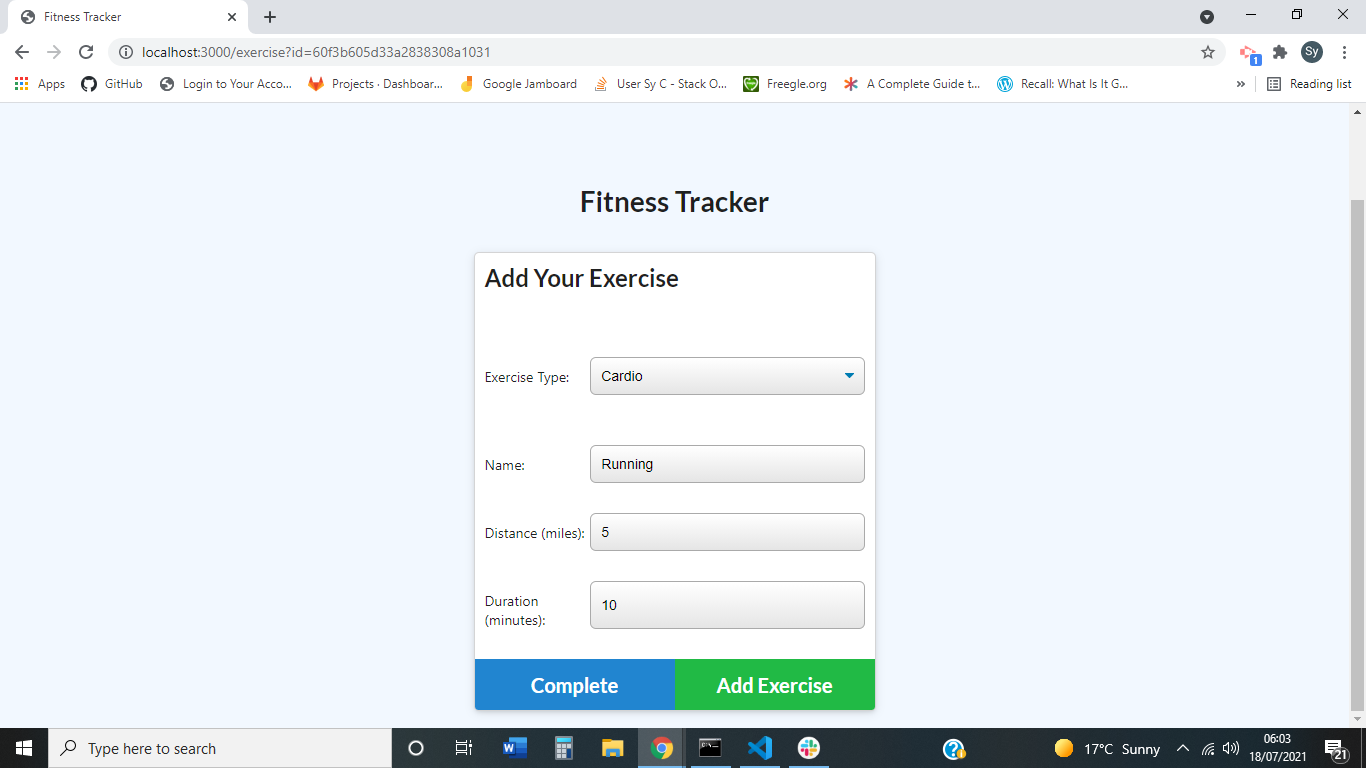 Fitness Tracker
localhost:3000/exercise?id=60f3b605d33a2838308a1031
Sy
1
Apps
GitHub
Login to Your Acco...
Projects · Dashboar...
Google Jamboard
User Sy C - Stack O...
Freegle.org
A Complete Guide t...
Recall: What Is It G...
»
Reading list
Fitness Tracker
Add Your Exercise
Exercise Type:
Cardio
Name:
Running
Distance (miles):
5
Duration
(minutes):
10
Complete
Add Exercise
Type here to search
17°C Sunny
06:03
18/07/2021
21